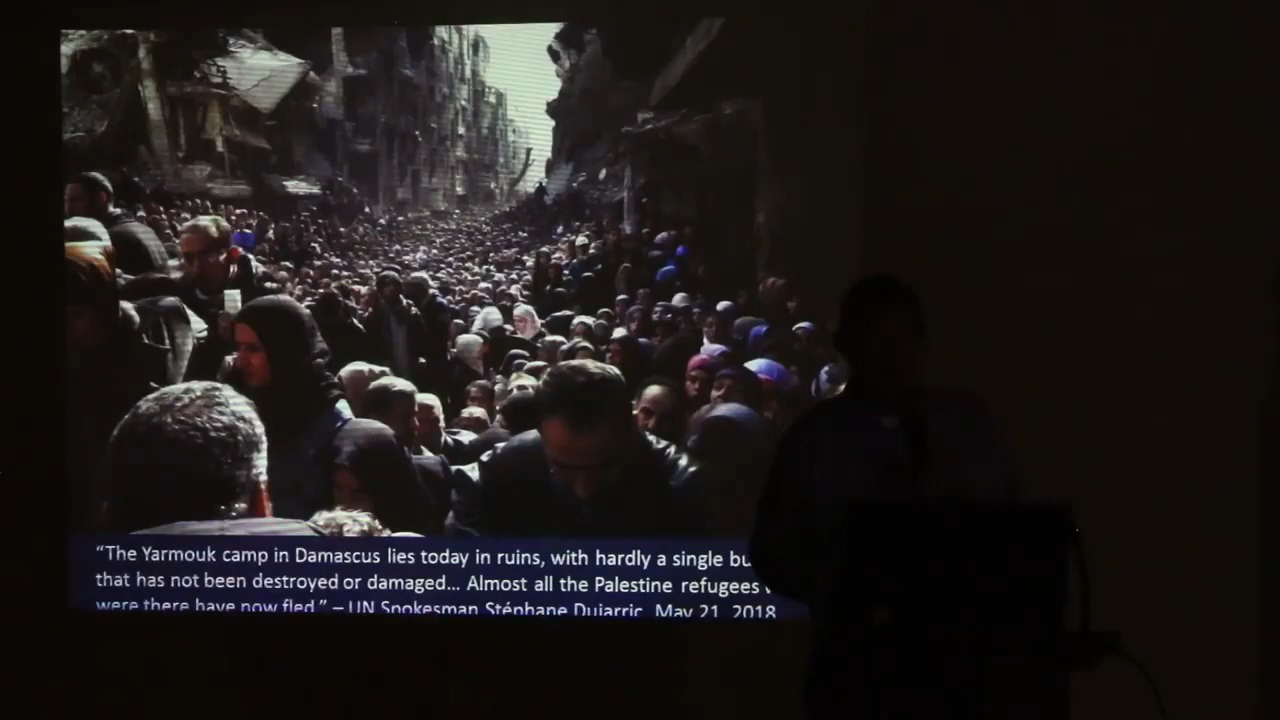 “The Yarmouk camp in Damascus lies today in ruins, with hardly a single
that has not been destroyed or damaged... Almost all the Palestine refugees
were there have now fled.” – UN Spokesman Stéphane Dujarric, May 21, 2018